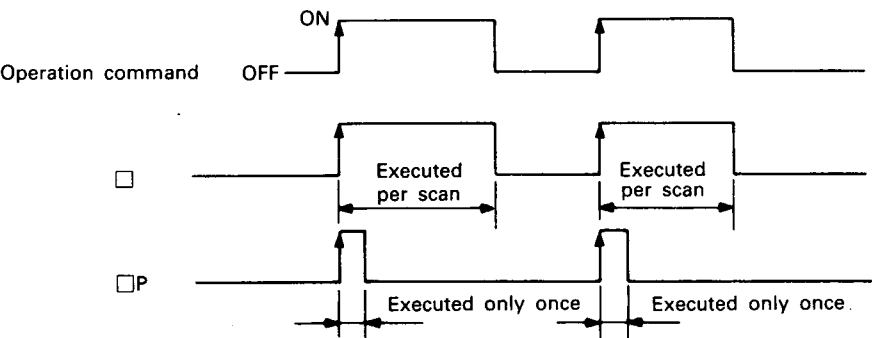 ON
Operation command OFF
Executed
per scan
Executed
per scan
□
□P
Executed only once
Executed only once.